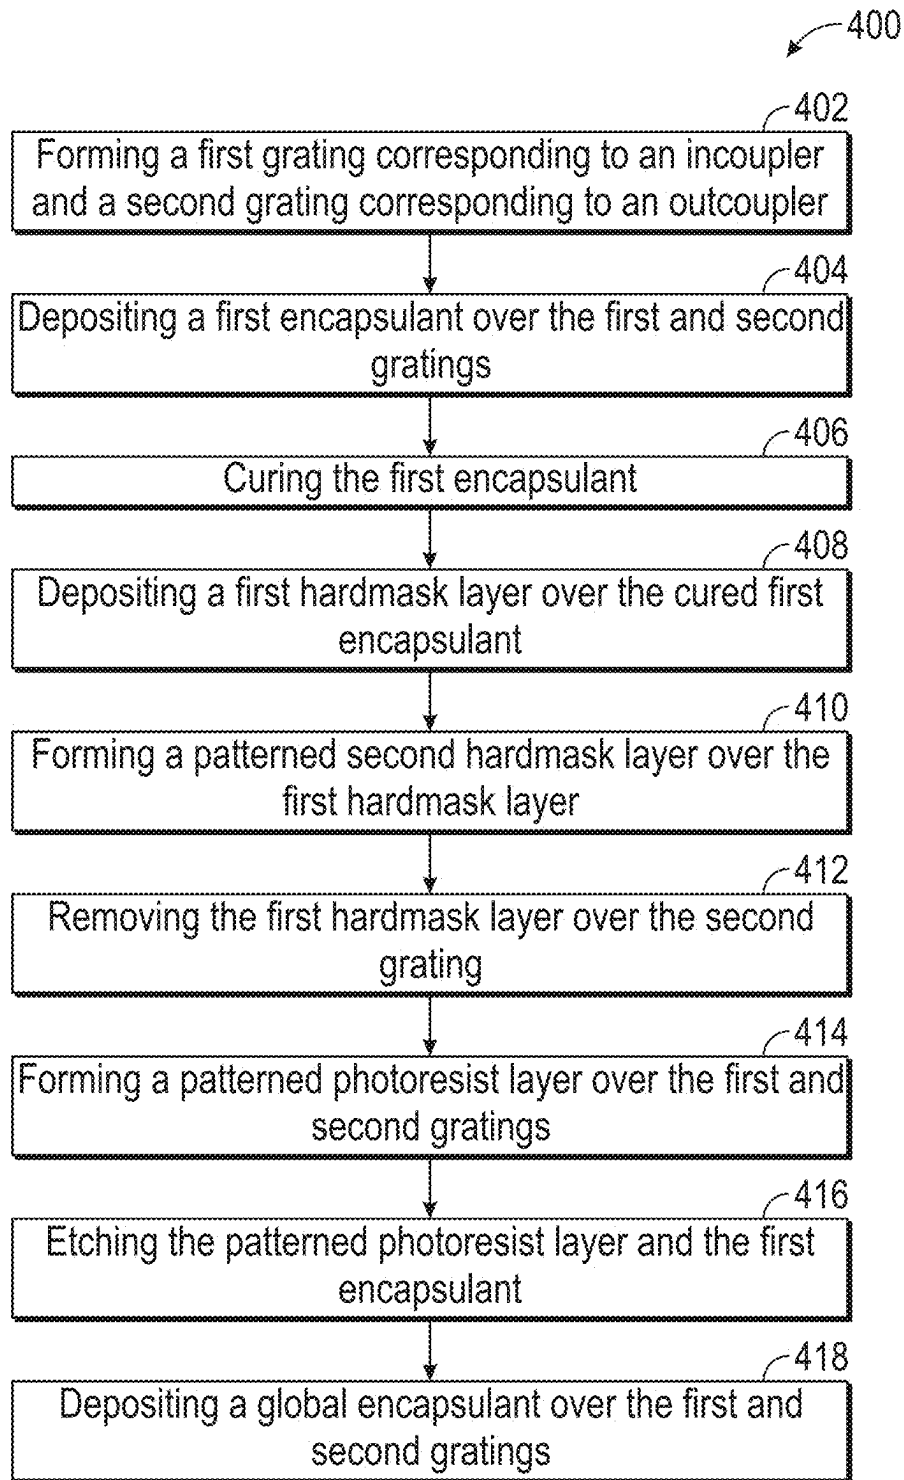 400
402
Forming a first grating corresponding to an incoupler
and a second grating corresponding to an outcoupler
404
Depositing a first encapsulant over the first and second
gratings
406
Curing the first encapsulant
408
Depositing a first hardmask layer over the cured first
encapsulant
410
Forming a patterned second hardmask layer over the
first hardmask layer
412
Removing the first hardmask layer over the second
grating
414
Forming a patterned photoresist layer over the first and
second gratings
416
Etching the patterned photoresist layer and the first
encapsulant
418
Depositing a global encapsulant over the first and
second gratings